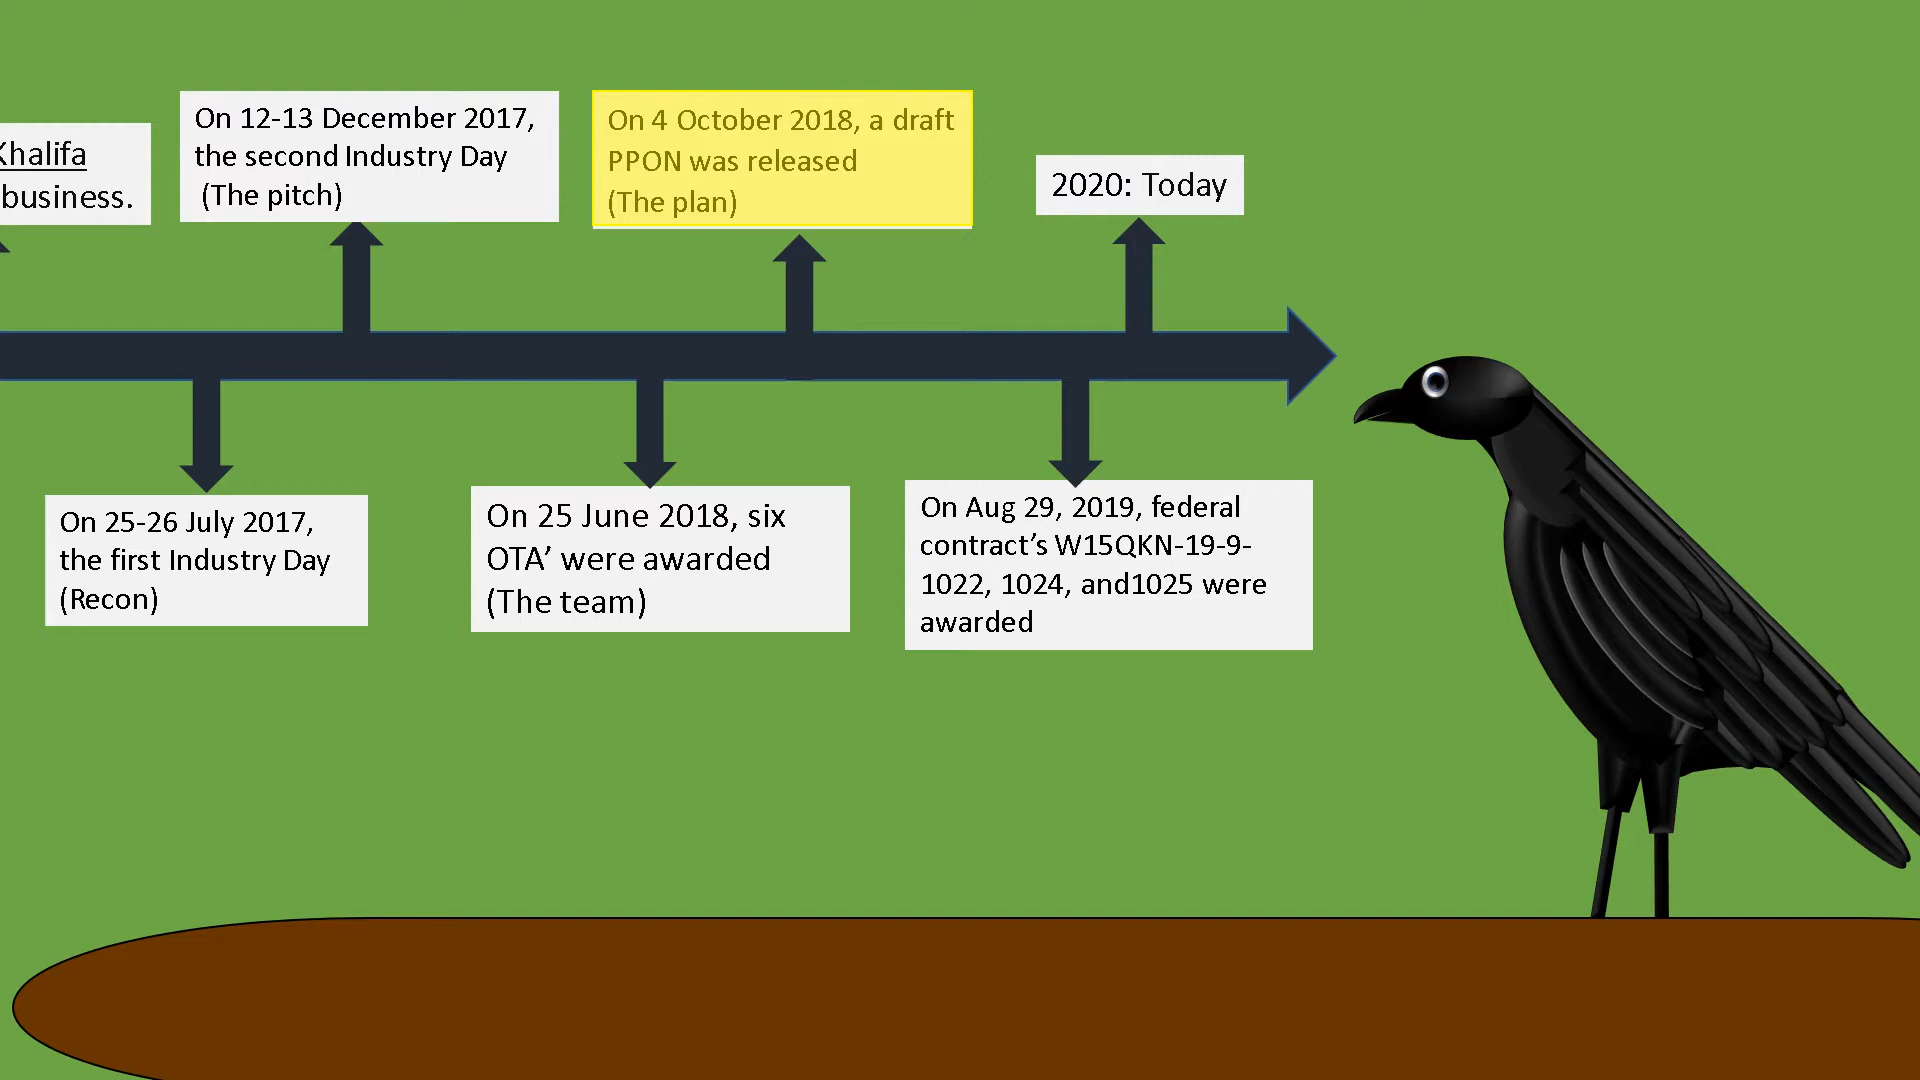 Khalifa
business.
On 12-13 December 2017,
the second Industry Day
(The pitch)
On 4 October 2018, a draft
PPON was released
(The plan)
2020: Today
On 25-26 July 2017,
the first Industry Day
(Recon)
On 25 June 2018, six
OTA’ were awarded
(The team)
On Aug 29, 2019, federal
contract’s W15QKN-19-9-
1022, 1024, and1025 were
awarded